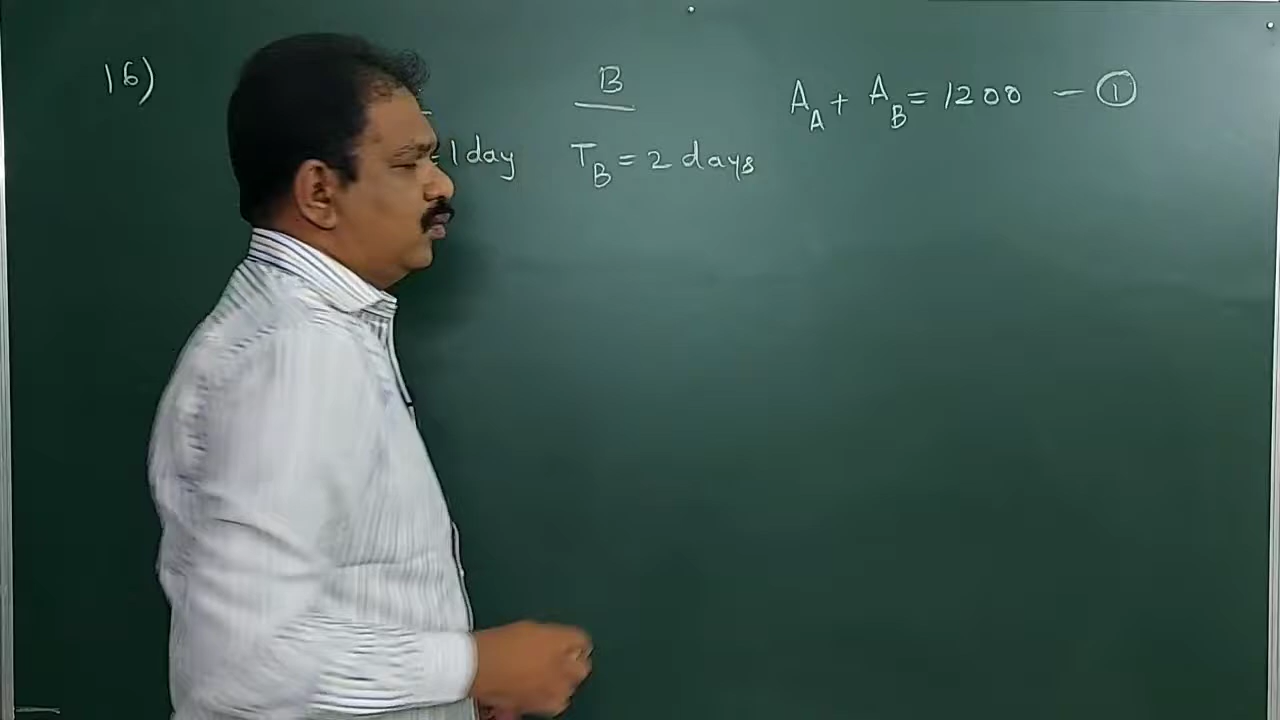 16)
B
A_A + A_B = 1200 — ①
= 1 day T_B = 2 days